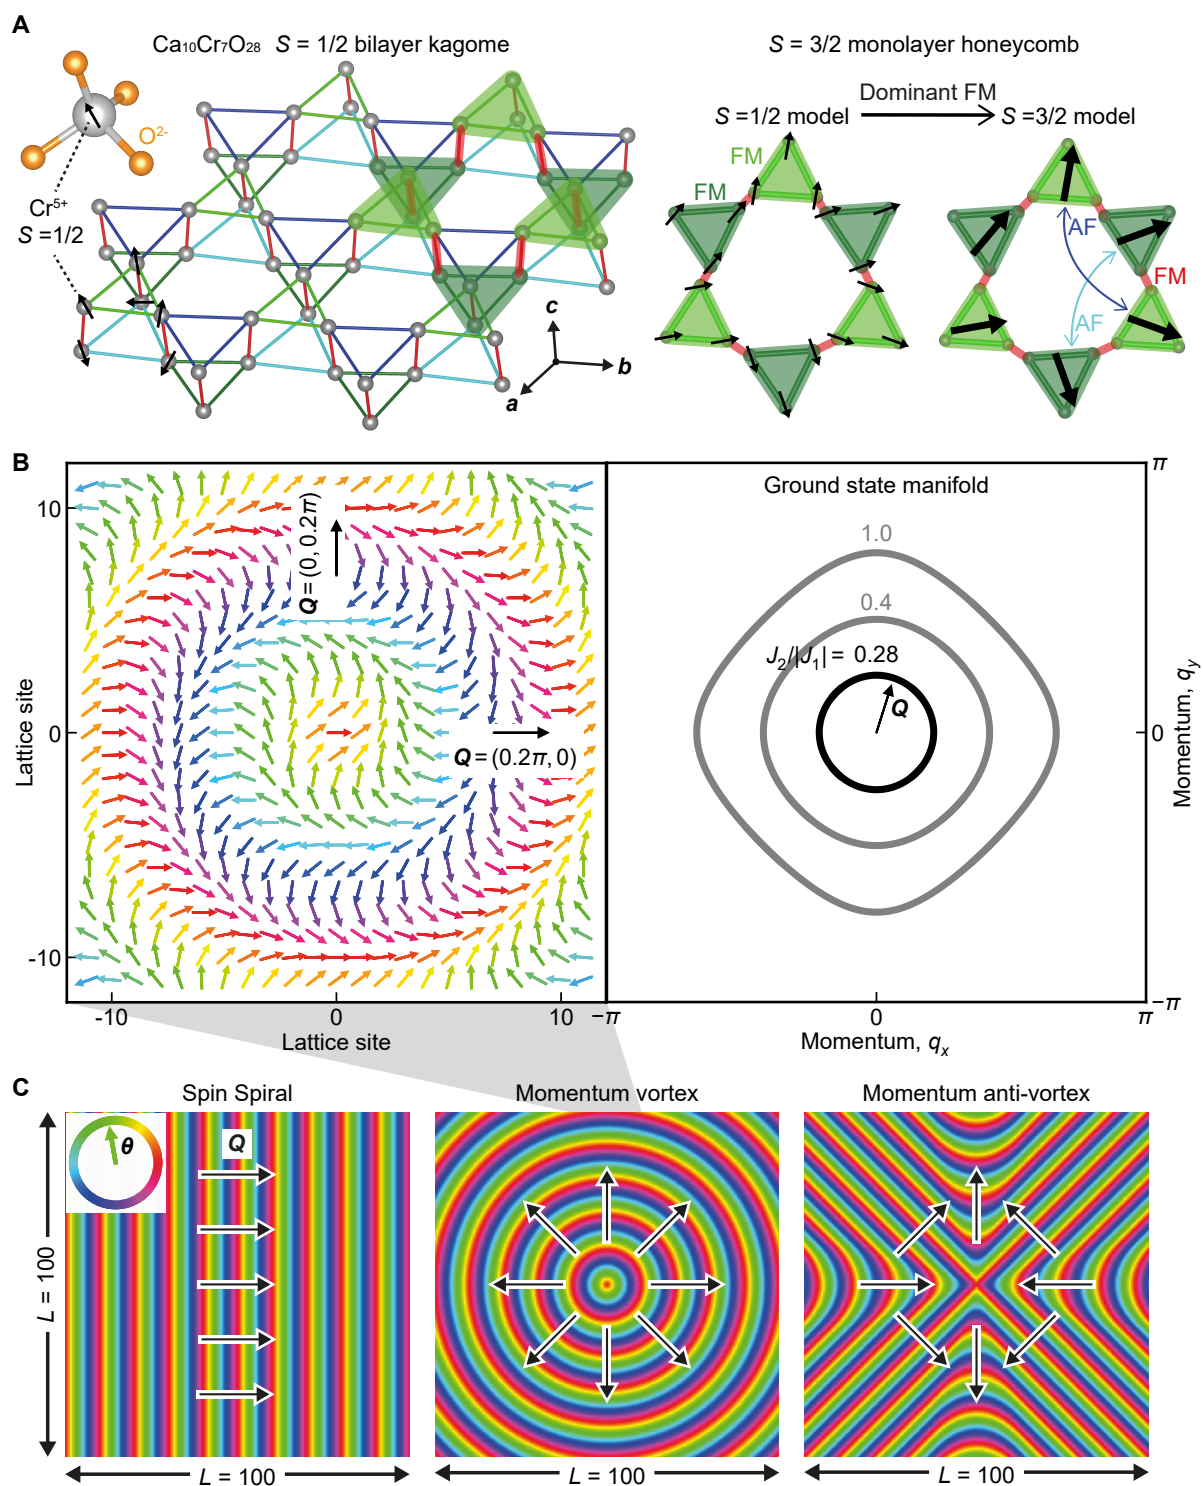 A
Ca10Cr7O28 S = 1/2 bilayer kagome
S = 3/2 monolayer honeycomb
O2-
Cr5+
S =1/2
c
b
a
Dominant FM
S =1/2 model
S =3/2 model
FM
FM
AF
AF
FM
B
Lattice site
10
0
-10
-10
0
10
Lattice site
Q = (0, 0.2π)
Q = (0.2π, 0)
Ground state manifold
1.0
0.4
J2/|J1| = 0.28
Q
π
0
−π
Momentum, qy
−π
0
π
Momentum, qx
C
Spin Spiral
Momentum vortex
Momentum anti-vortex
θ
Q
L = 100
L = 100
L = 100
L = 100